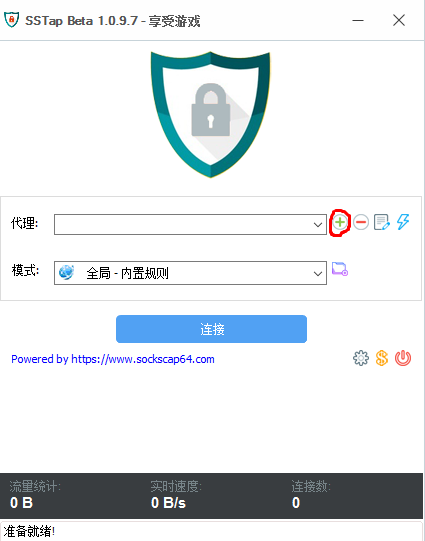 SSTap Beta 1.0.9.7 - 享受游戏
代理:
模式: 全局 - 内置规则
连接
Powered by https://www.sockscap64.com
流量统计: 实时速度: 连接数:
0 B 0 B/s 0
准备就绪!